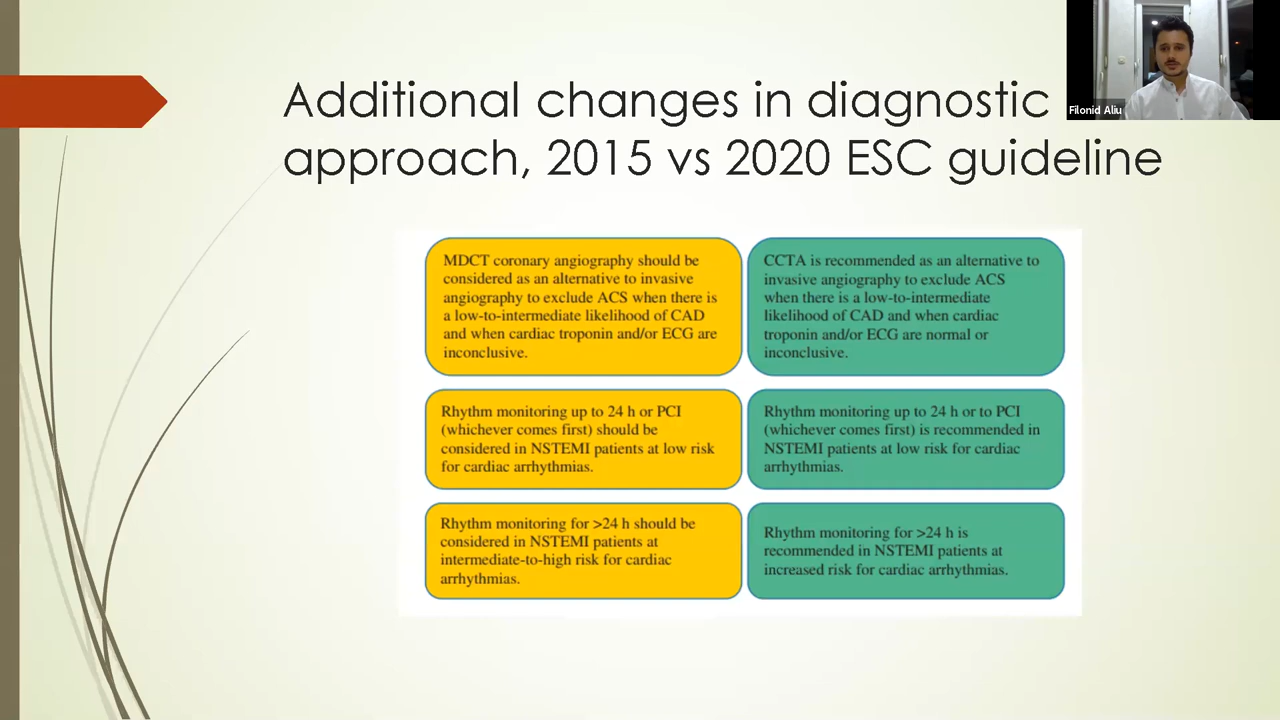 Additional changes in diagnostic
approach, 2015 vs 2020 ESC guideline
Filonid Aliu
MDCT coronary angiography should be
considered as an alternative to invasive
angiography to exclude ACS when there is
a low-to-intermediate likelihood of CAD
and when cardiac troponin and/or ECG are
inconclusive.
CCTA is recommended as an alternative to
invasive angiography to exclude ACS
when there is a low-to-intermediate
likelihood of CAD and when cardiac
troponin and/or ECG are normal or
inconclusive.
Rhythm monitoring up to 24 h or PCI
(whichever comes first) should be
considered in NSTEMI patients at low risk
for cardiac arrhythmias.
Rhythm monitoring up to 24 h or to PCI
(whichever comes first) is recommended in
NSTEMI patients at low risk for cardiac
arrhythmias.
Rhythm monitoring for >24 h should be
considered in NSTEMI patients at
intermediate-to-high risk for cardiac
arrhythmias.
Rhythm monitoring for >24 h is
recommended in NSTEMI patients at
increased risk for cardiac arrhythmias.